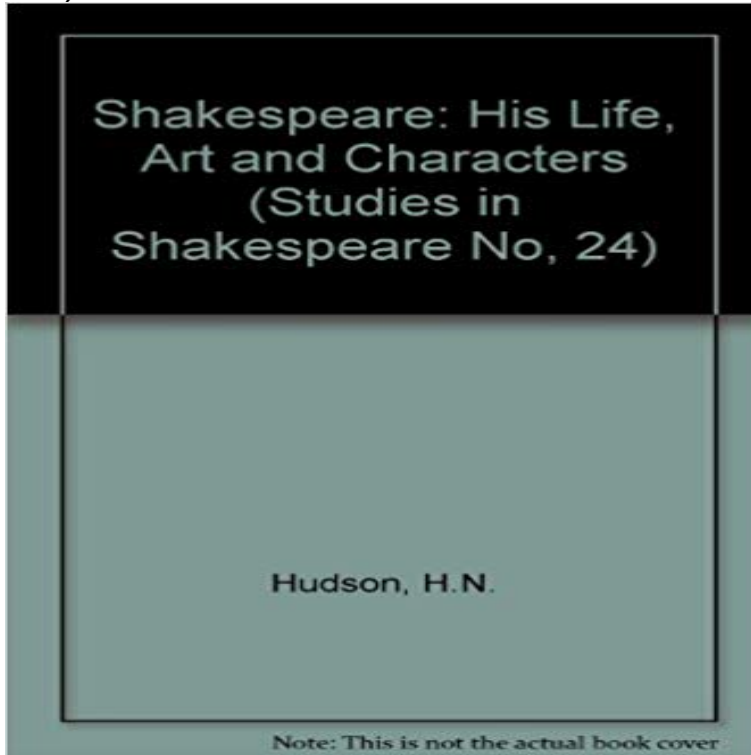 Shakespeare: His Life,
Art and Characters
(Studies in
Shakespeare No, 24)
Hudson, H.N.
Note: This is not the actual book cover